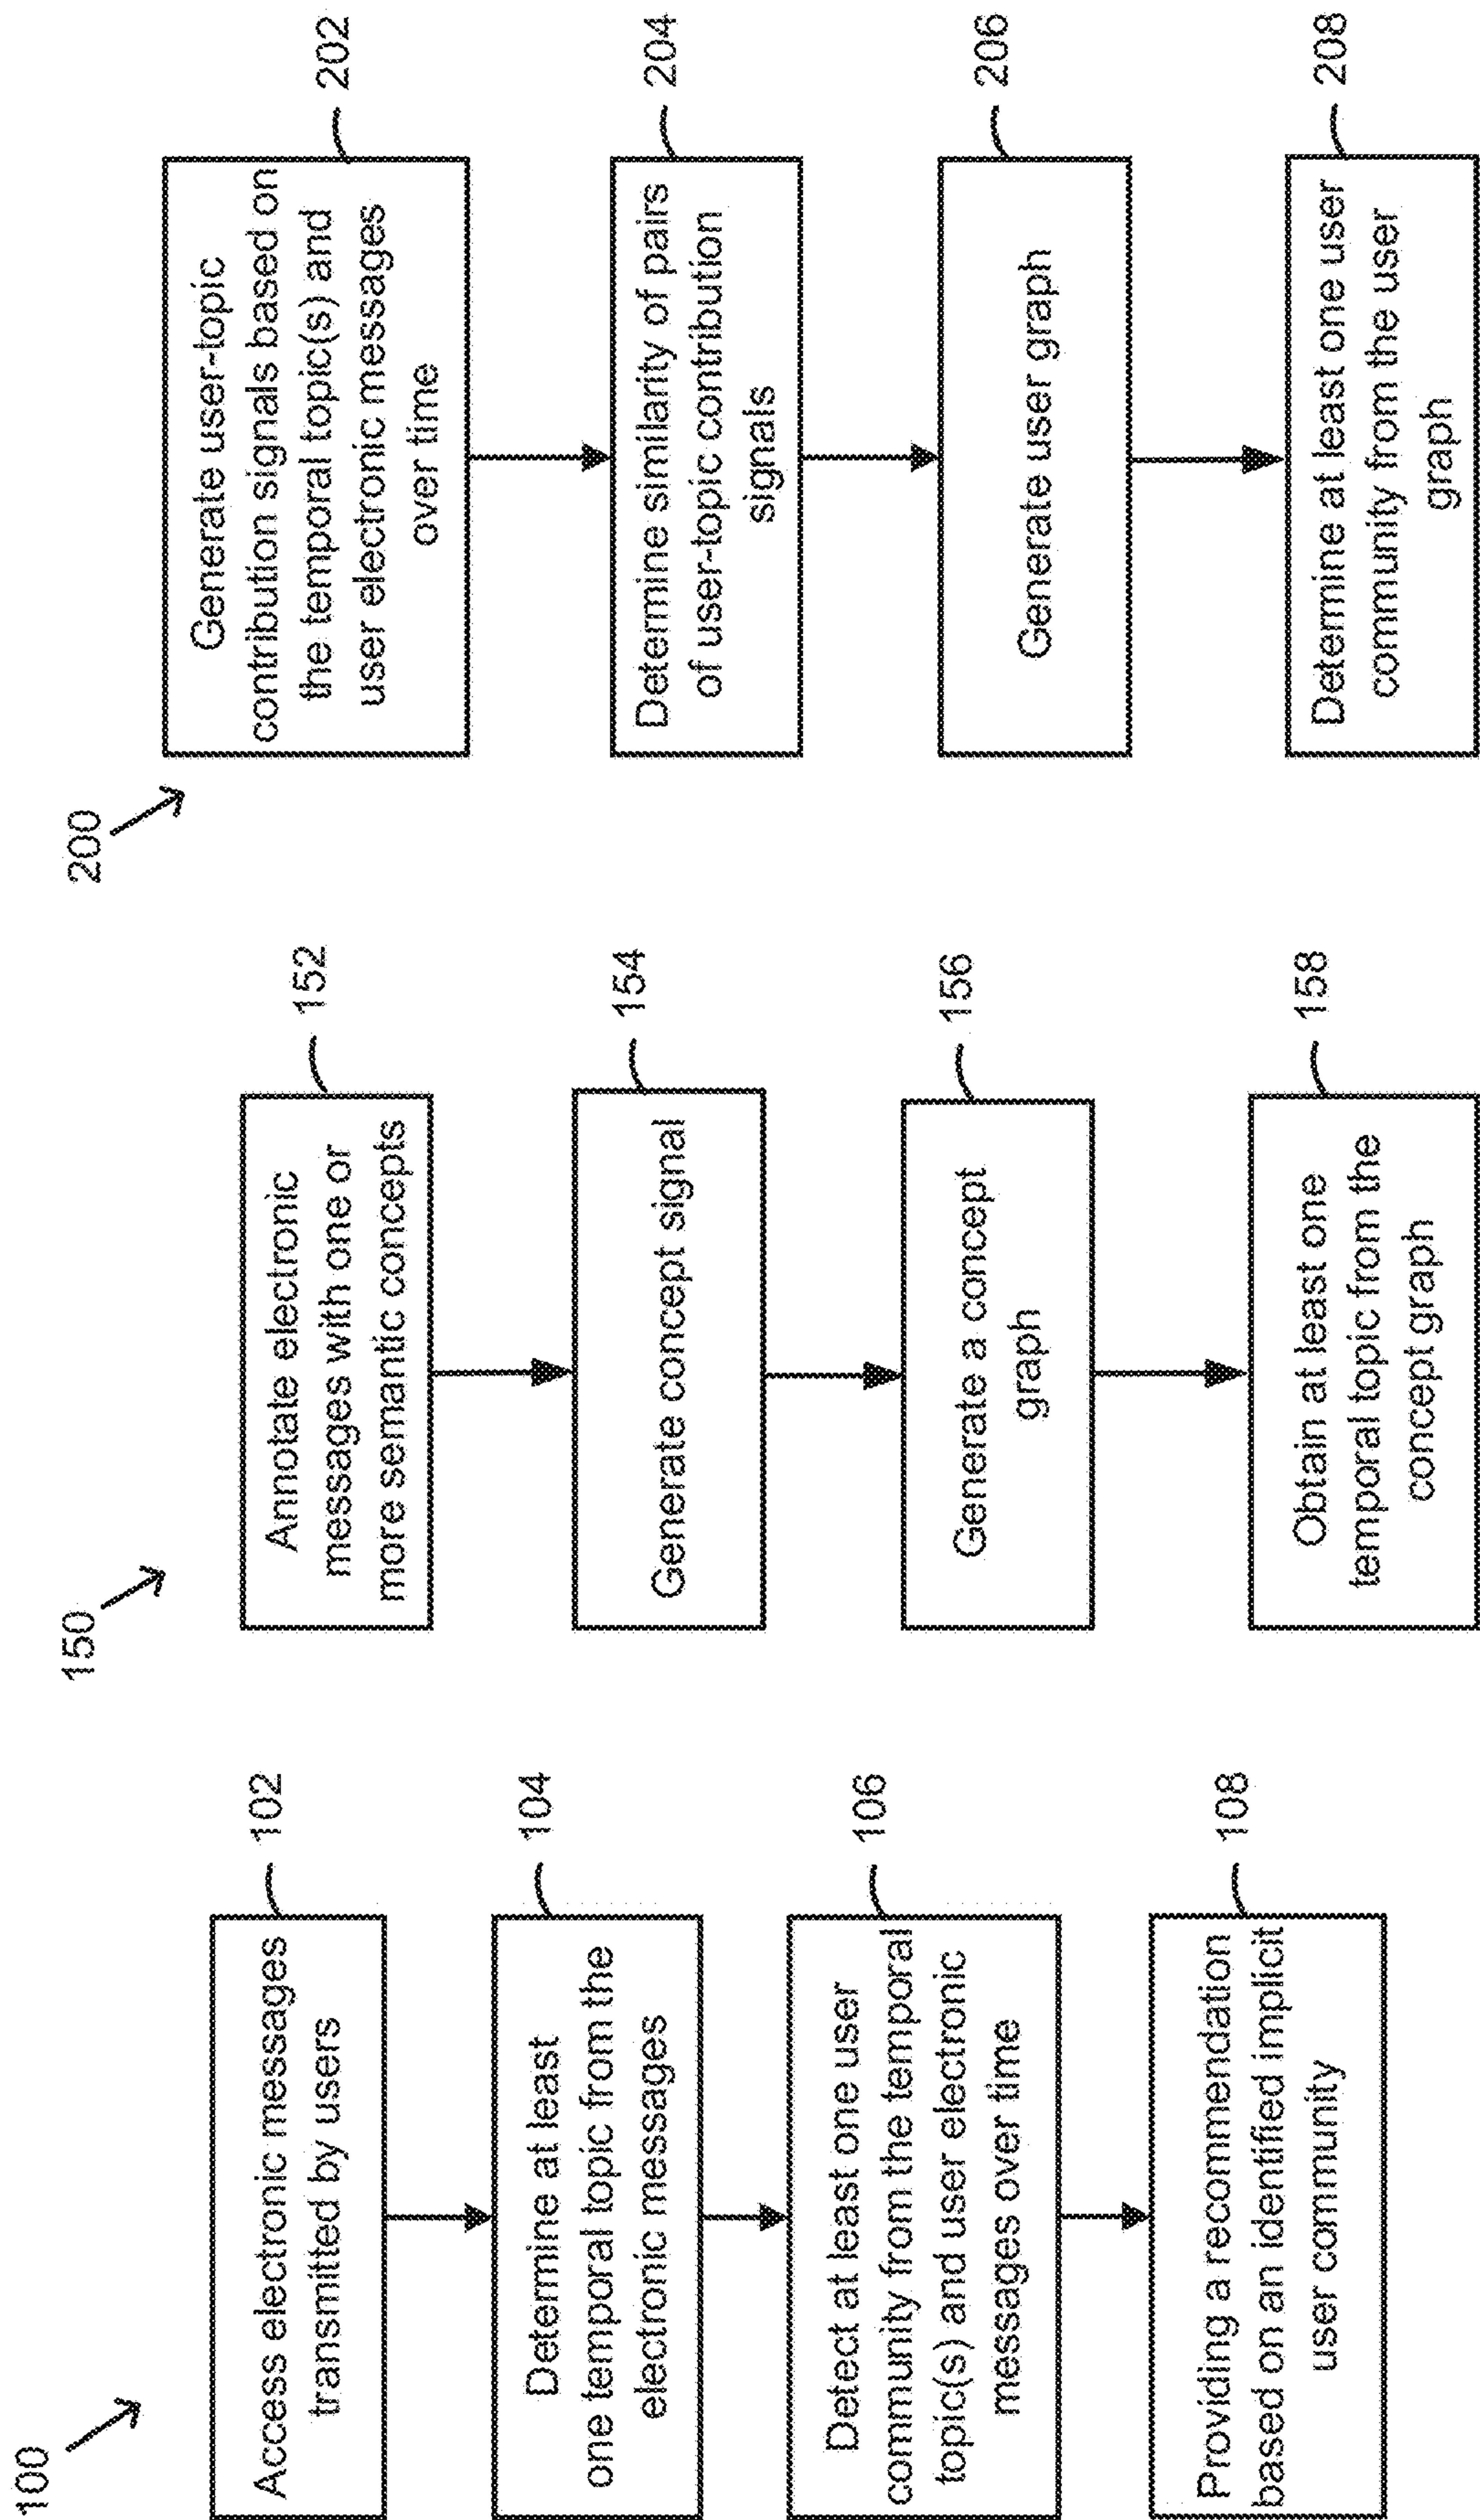 100
Access electronic messages
transmitted by users
102
Determine at least
one temporal topic from the
electronic messages
104
Detect at least one user
community from the temporal
topic(s) and user electronic
messages over time
106
Providing a recommendation
based on an identified implicit
user community
108
150
Annotate electronic
messages with one or
more semantic concepts
152
Generate concept signal
154
Generate a concept
graph
156
Obtain at least one
temporal topic from the
concept graph
158
200
Generate user-topic
contribution signals based on
the temporal topic(s) and
user electronic messages
over time
202
Determine similarity of pairs
of user-topic contribution
signals
204
Generate user graph
206
Determine at least one user
community from the user
graph
208